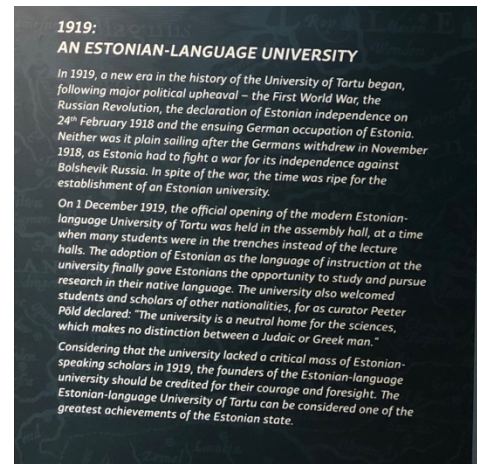 1919:
AN ESTONIAN-LANGUAGE UNIVERSITY
In 1919, a new era in the history of the University of Tartu began,
following major political upheaval – the First World War, the
Russian Revolution, the declaration of Estonian independence on
24th February 1918 and the ensuing German occupation of Estonia.
Neither was it plain sailing after the Germans withdrew in November
1918, as Estonia had to fight a war for its independence against
Bolshevik Russia. In spite of the war, the time was ripe for the
establishment of an Estonian university.
On 1 December 1919, the official opening of the modern Estonian-
language University of Tartu was held in the assembly hall, at a time
when many students were in the trenches instead of the lecture
halls. The adoption of Estonian as the language of instruction at the
university finally gave Estonians the opportunity to study and pursue
research in their native language. The university also welcomed
students and scholars of other nationalities, for as curator Peeter
Põld declared: "The university is a neutral home for the sciences,
which makes no distinction between a Judaic or Greek man."
Considering that the university lacked a critical mass of Estonian-
speaking scholars in 1919, the founders of the Estonian-language
university should be credited for their courage and foresight. The
Estonian-language University of Tartu can be considered one of the
greatest achievements of the Estonian state.